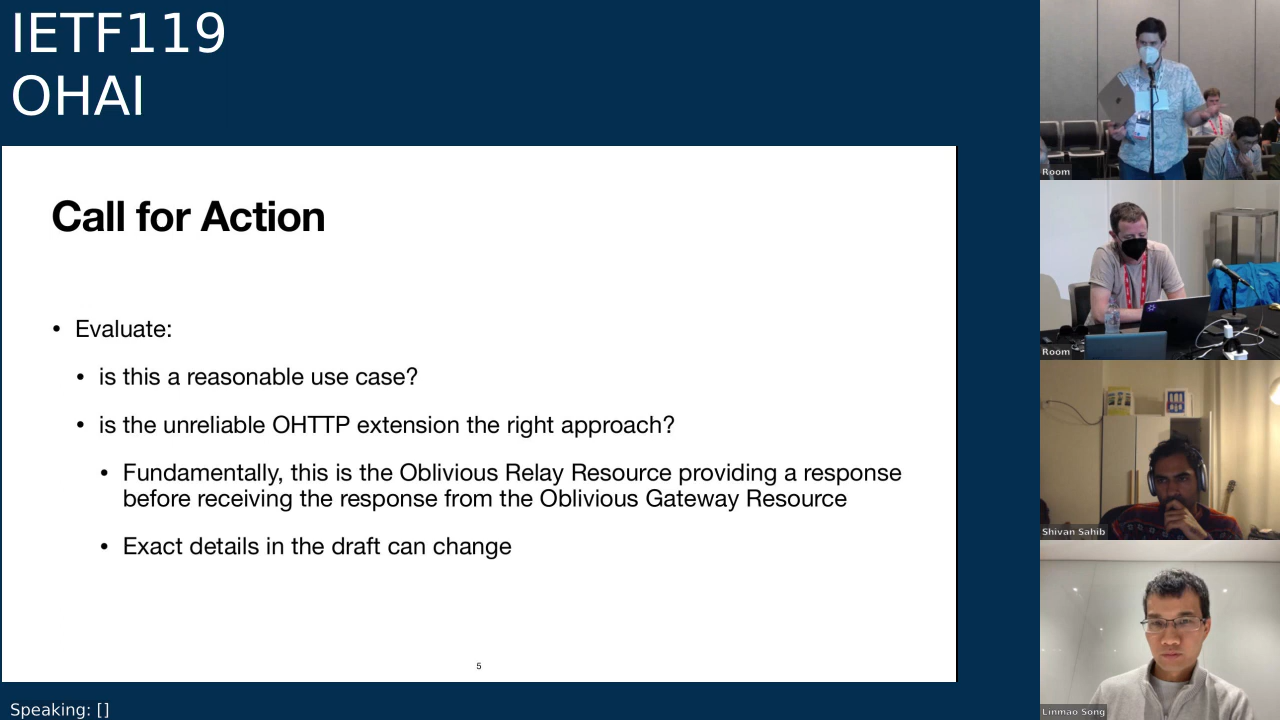 IETF119
OHAI
Call for Action
• Evaluate:
• is this a reasonable use case?
• is the unreliable OHTTP extension the right approach?
• Fundamentally, this is the Oblivious Relay Resource providing a response
before receiving the response from the Oblivious Gateway Resource
• Exact details in the draft can change
5
Speaking: []
Room
Room
Shivan Sahib
Linmao Song